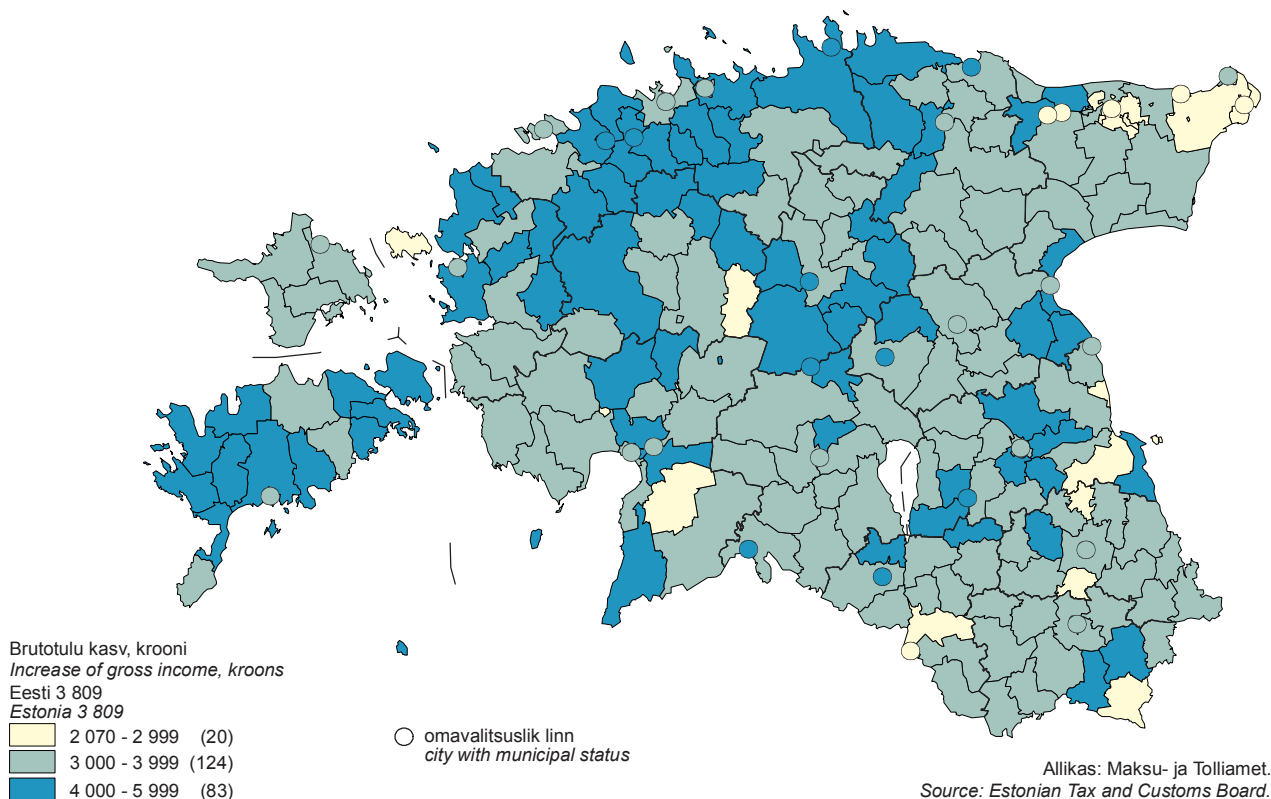 Brutotulu kasv, krooni
Increase of gross income, kroons
Eesti 3 809
Estonia 3 809
2 070 - 2 999 (20)
3 000 - 3 999 (124)
4 000 - 5 999 (83)
omavalitsuslik linn
city with municipal status
Allikas: Maksu- ja Tolliamet.
Source: Estonian Tax and Customs Board.